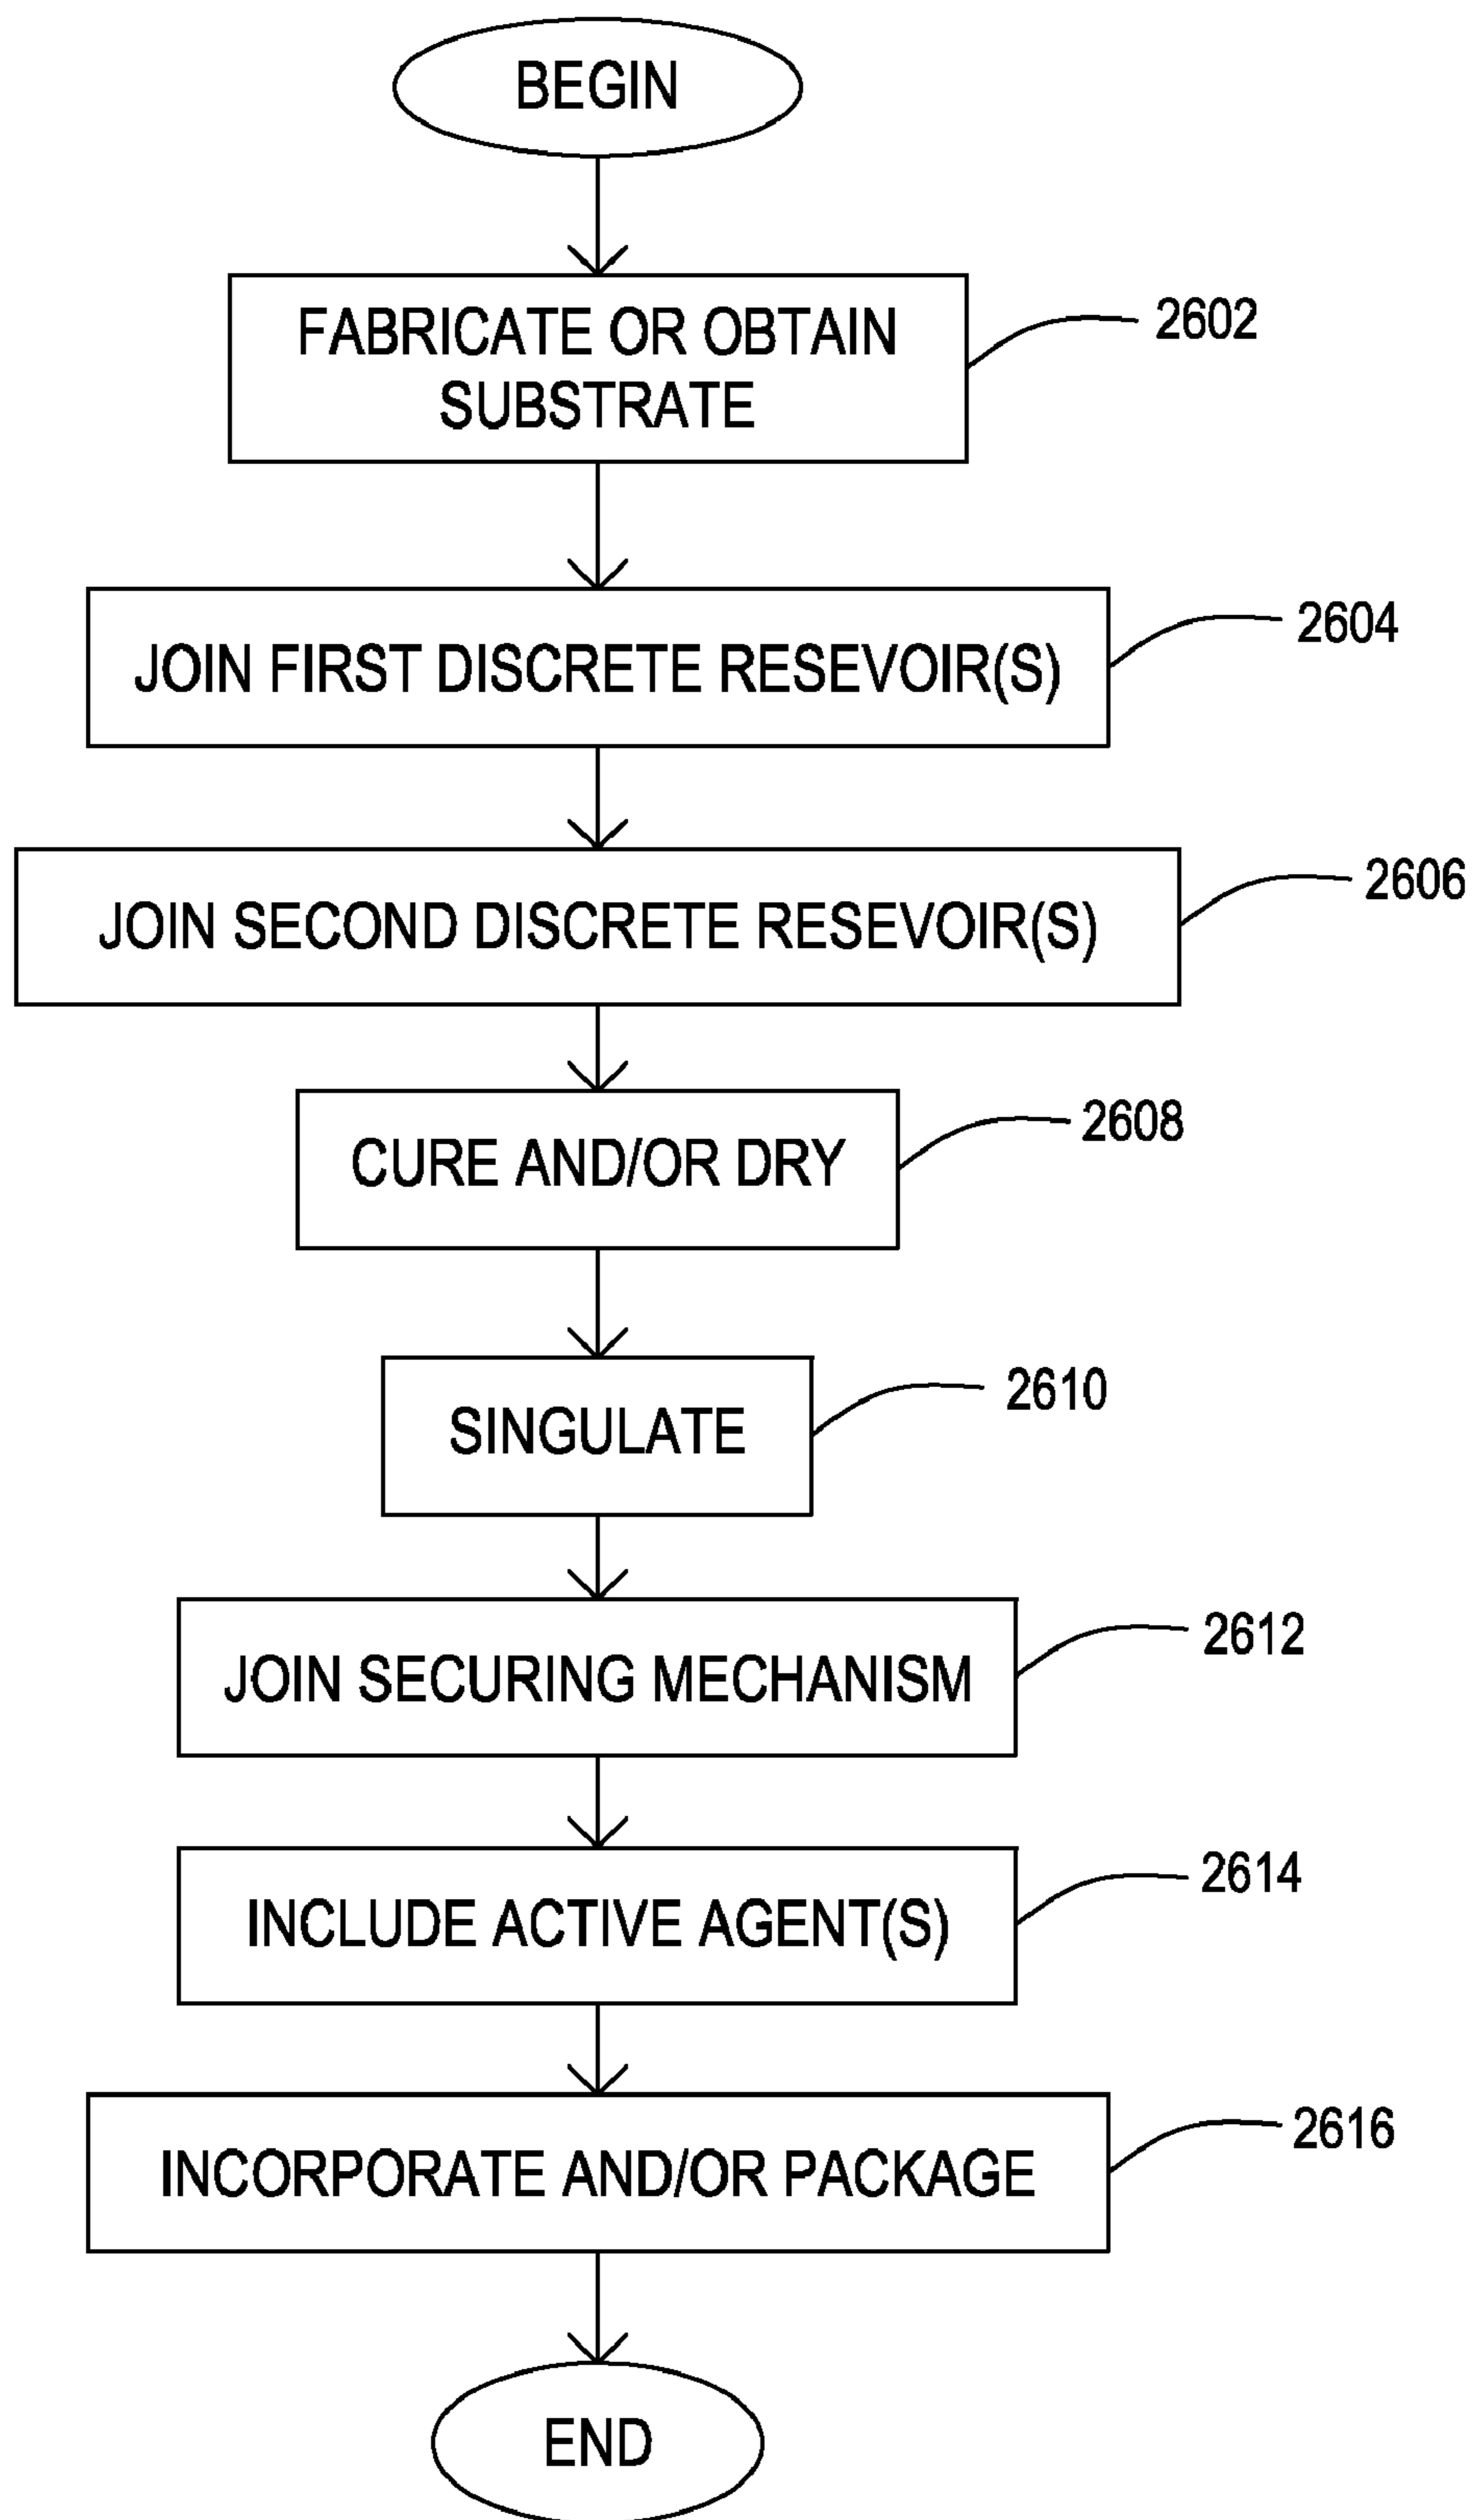 BEGIN
FABRICATE OR OBTAIN
SUBSTRATE
2602
JOIN FIRST DISCRETE RESEVOIR(S)
2604
JOIN SECOND DISCRETE RESEVOIR(S)
2606
CURE AND/OR DRY
2608
SINGULATE
2610
JOIN SECURING MECHANISM
2612
INCLUDE ACTIVE AGENT(S)
2614
INCORPORATE AND/OR PACKAGE
2616
END